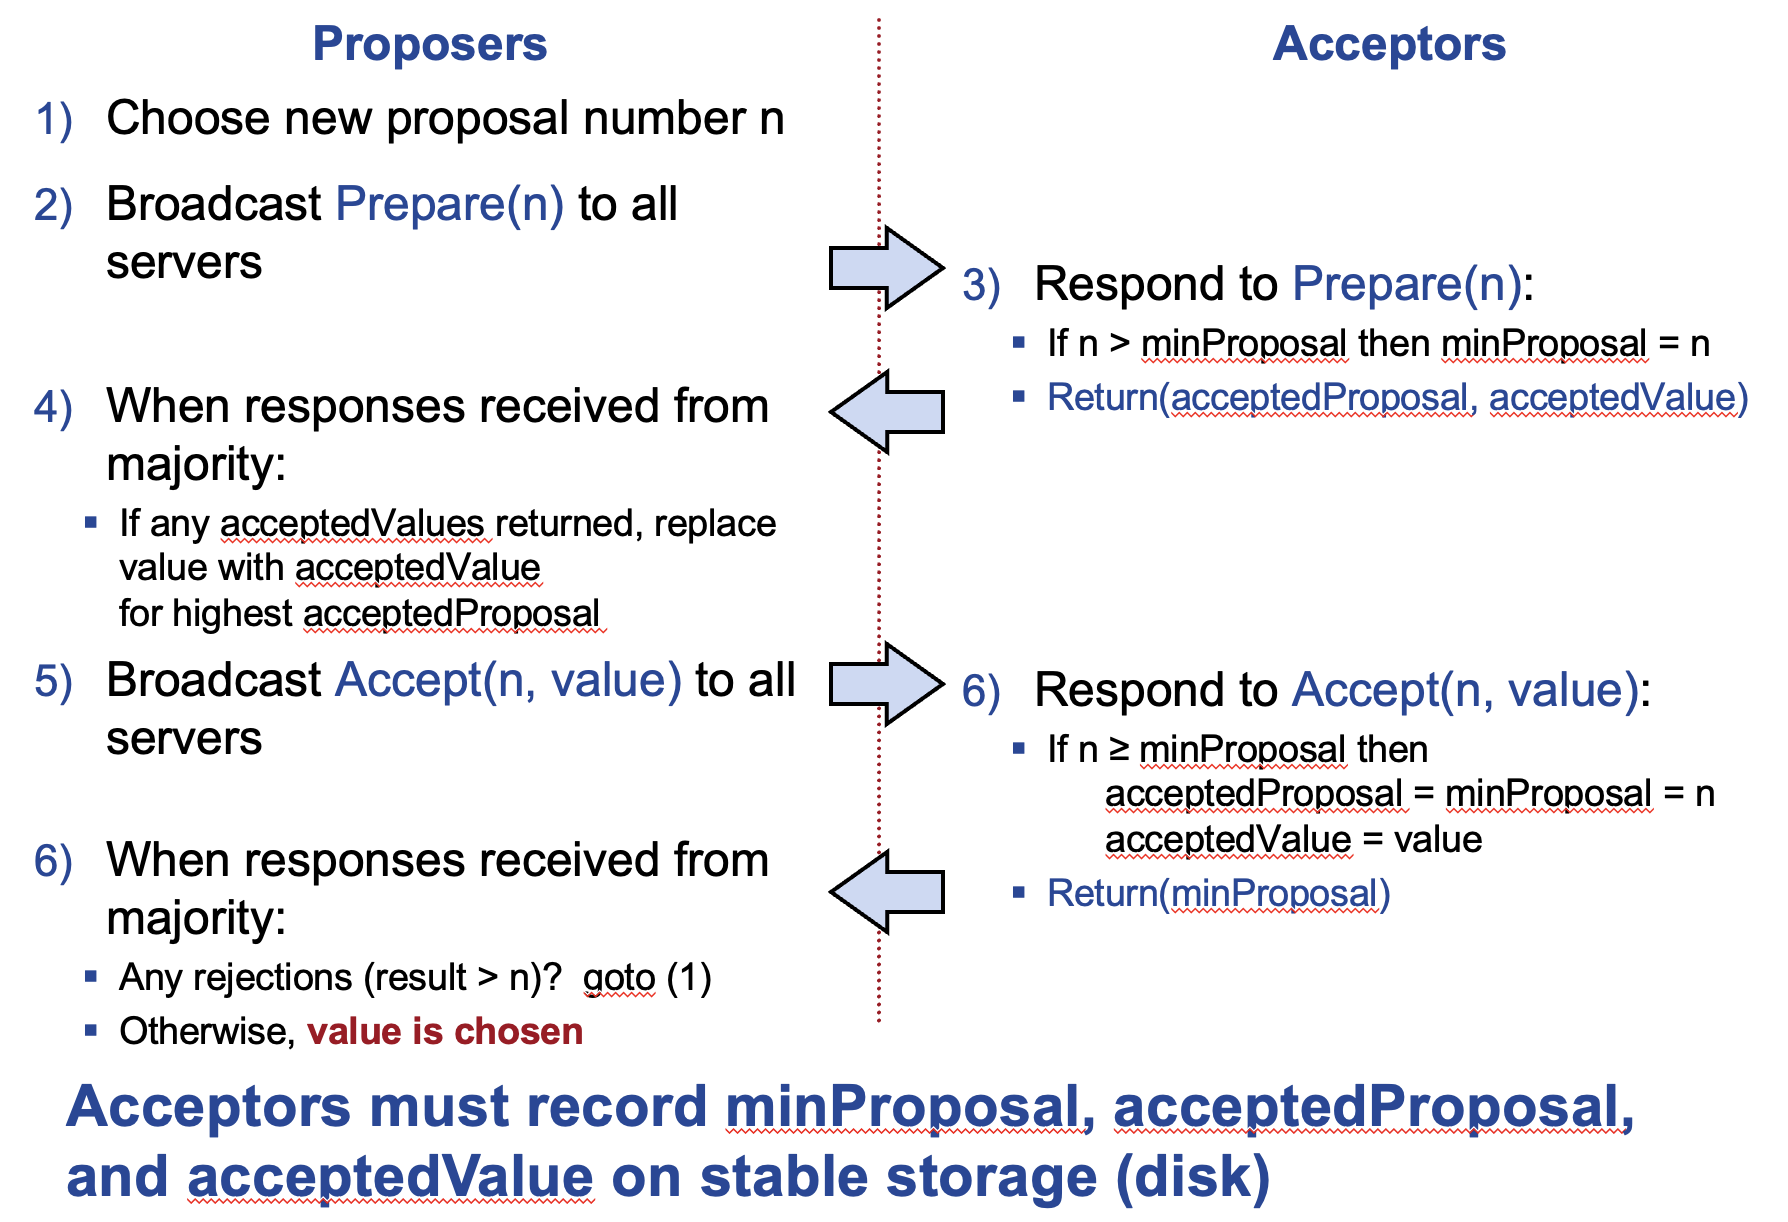 Proposers
1) Choose new proposal number n
2) Broadcast Prepare(n) to all
servers
4) When responses received from
majority:
▪ If any acceptedValues returned, replace
value with acceptedValue
for highest acceptedProposal
5) Broadcast Accept(n, value) to all
servers
6) When responses received from
majority:
▪ Any rejections (result > n)? goto (1)
▪ Otherwise, value is chosen
Acceptors
3) Respond to Prepare(n):
▪ If n > minProposal then minProposal = n
▪ Return(acceptedProposal, acceptedValue)
6) Respond to Accept(n, value):
▪ If n ≥ minProposal then
acceptedProposal = minProposal = n
acceptedValue = value
▪ Return(minProposal)
Acceptors must record minProposal, acceptedProposal,
and acceptedValue on stable storage (disk)